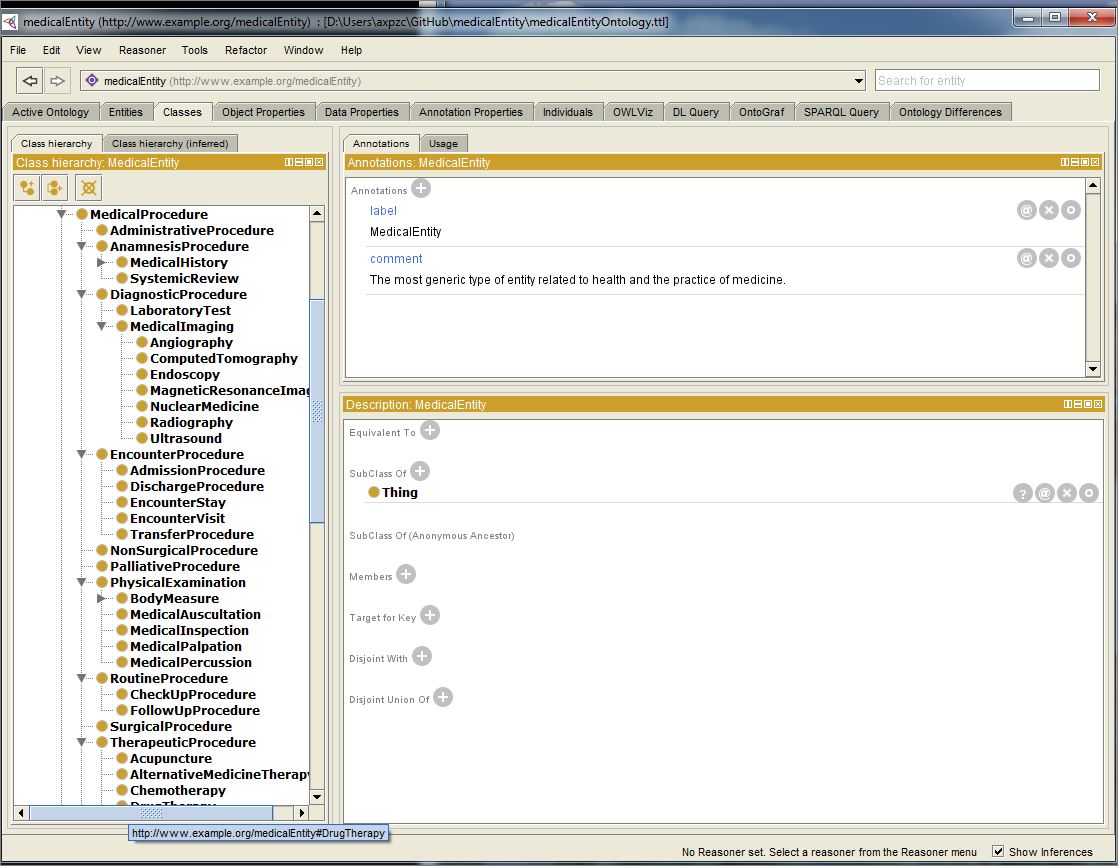 medicalEntity (http://www.example.org/medicalEntity) : [D:\Users\axpzc\GitHub\medicalEntity\medicalEntityOntology.ttl]
File Edit View Reasoner Tools Refactor Window Help
medicalEntity (http://www.example.org/medicalEntity)
Search for entity
Active Ontology Entities Classes Object Properties Data Properties Annotation Properties Individuals OWLViz DL Query OntoGraf SPARQL Query Ontology Differences
Class hierarchy Class hierarchy (inferred)
Class hierarchy: MedicalEntity
MedicalProcedure
AdministrativeProcedure
AnamnesisProcedure
MedicalHistory
SystemicReview
DiagnosticProcedure
LaboratoryTest
MedicalImaging
Angiography
ComputedTomography
Endoscopy
MagneticResonanceImag
NuclearMedicine
Radiography
Ultrasound
EncounterProcedure
AdmissionProcedure
DischargeProcedure
EncounterStay
EncounterVisit
TransferProcedure
NonSurgicalProcedure
PalliativeProcedure
PhysicalExamination
BodyMeasure
MedicalAuscultation
MedicalInspection
MedicalPalpation
MedicalPercussion
RoutineProcedure
CheckUpProcedure
FollowUpProcedure
SurgicalProcedure
TherapeuticProcedure
Acupuncture
AlternativeMedicineTherapy
Chemotherapy
DrugTherapy
http://www.example.org/medicalEntity#DrugTherapy
Annotations Usage
Annotations: MedicalEntity
Annotations
label
MedicalEntity
comment
The most generic type of entity related to health and the practice of medicine.
Description: MedicalEntity
Equivalent To
SubClass Of
Thing
SubClass Of (Anonymous Ancestor)
Members
Target for Key
Disjoint With
Disjoint Union Of
No Reasoner set. Select a reasoner from the Reasoner menu Show Inferences